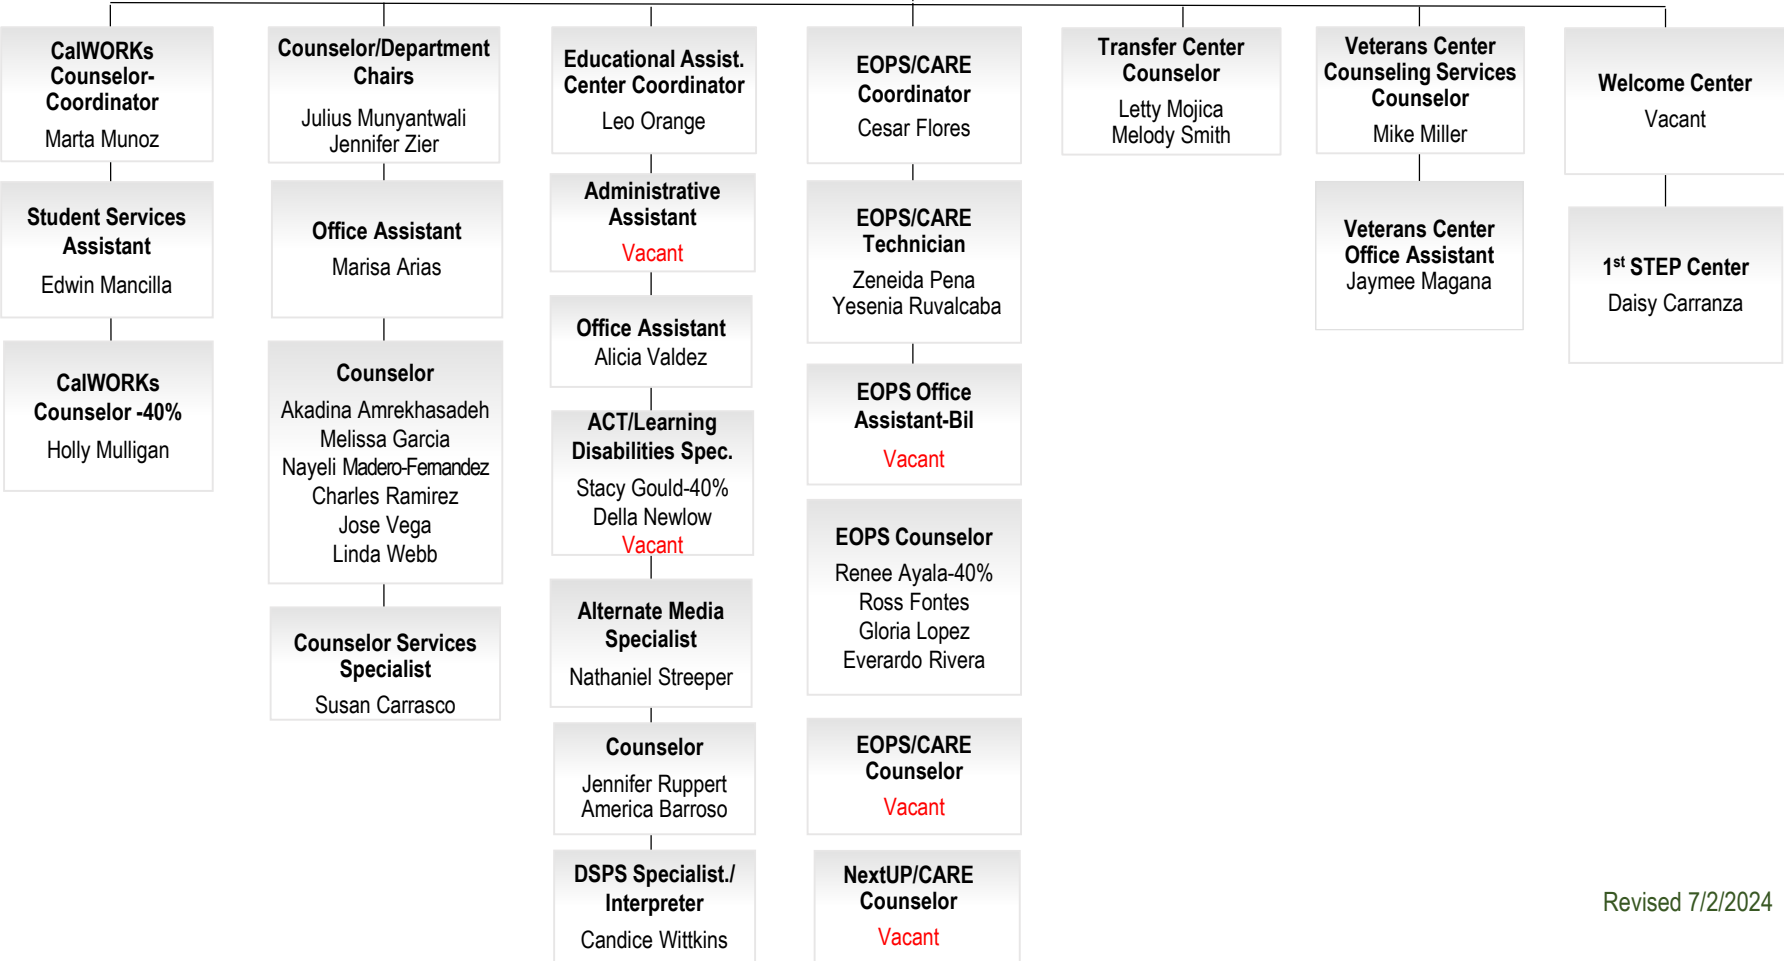 CalWORKs
Counselor-
Coordinator
Marta Munoz
Student Services
Assistant
Edwin Mancilla
CalWORKs
Counselor -40%
Holly Mulligan
Counselor/Department
Chairs
Julius Munyantwali
Jennifer Zier
Office Assistant
Marisa Arias
Counselor
Akadina Amrekhasadeh
Melissa Garcia
Nayeli Madero-Fernandez
Charles Ramirez
Jose Vega
Linda Webb
Counselor Services
Specialist
Susan Carrasco
Educational Assist.
Center Coordinator
Leo Orange
Administrative
Assistant
Vacant
Office Assistant
Alicia Valdez
ACT/Learning
Disabilities Spec.
Stacy Gould-40%
Della Newlow
Vacant
Alternate Media
Specialist
Nathaniel Streeper
Counselor
Jennifer Ruppert
America Barroso
DSPS Specialist./
Interpreter
Candice Wittkins
EOPS/CARE
Coordinator
Cesar Flores
EOPS/CARE
Technician
Zeneida Pena
Yesenia Ruvalcaba
EOPS Office
Assistant-Bil
Vacant
EOPS Counselor
Renee Ayala-40%
Ross Fontes
Gloria Lopez
Everardo Rivera
EOPS/CARE
Counselor
Vacant
NextUP/CARE
Counselor
Vacant
Transfer Center
Counselor
Letty Mojica
Melody Smith
Veterans Center
Counseling Services
Counselor
Mike Miller
Veterans Center
Office Assistant
Jaymee Magana
Welcome Center
Vacant
1st STEP Center
Daisy Carranza
Revised 7/2/2024